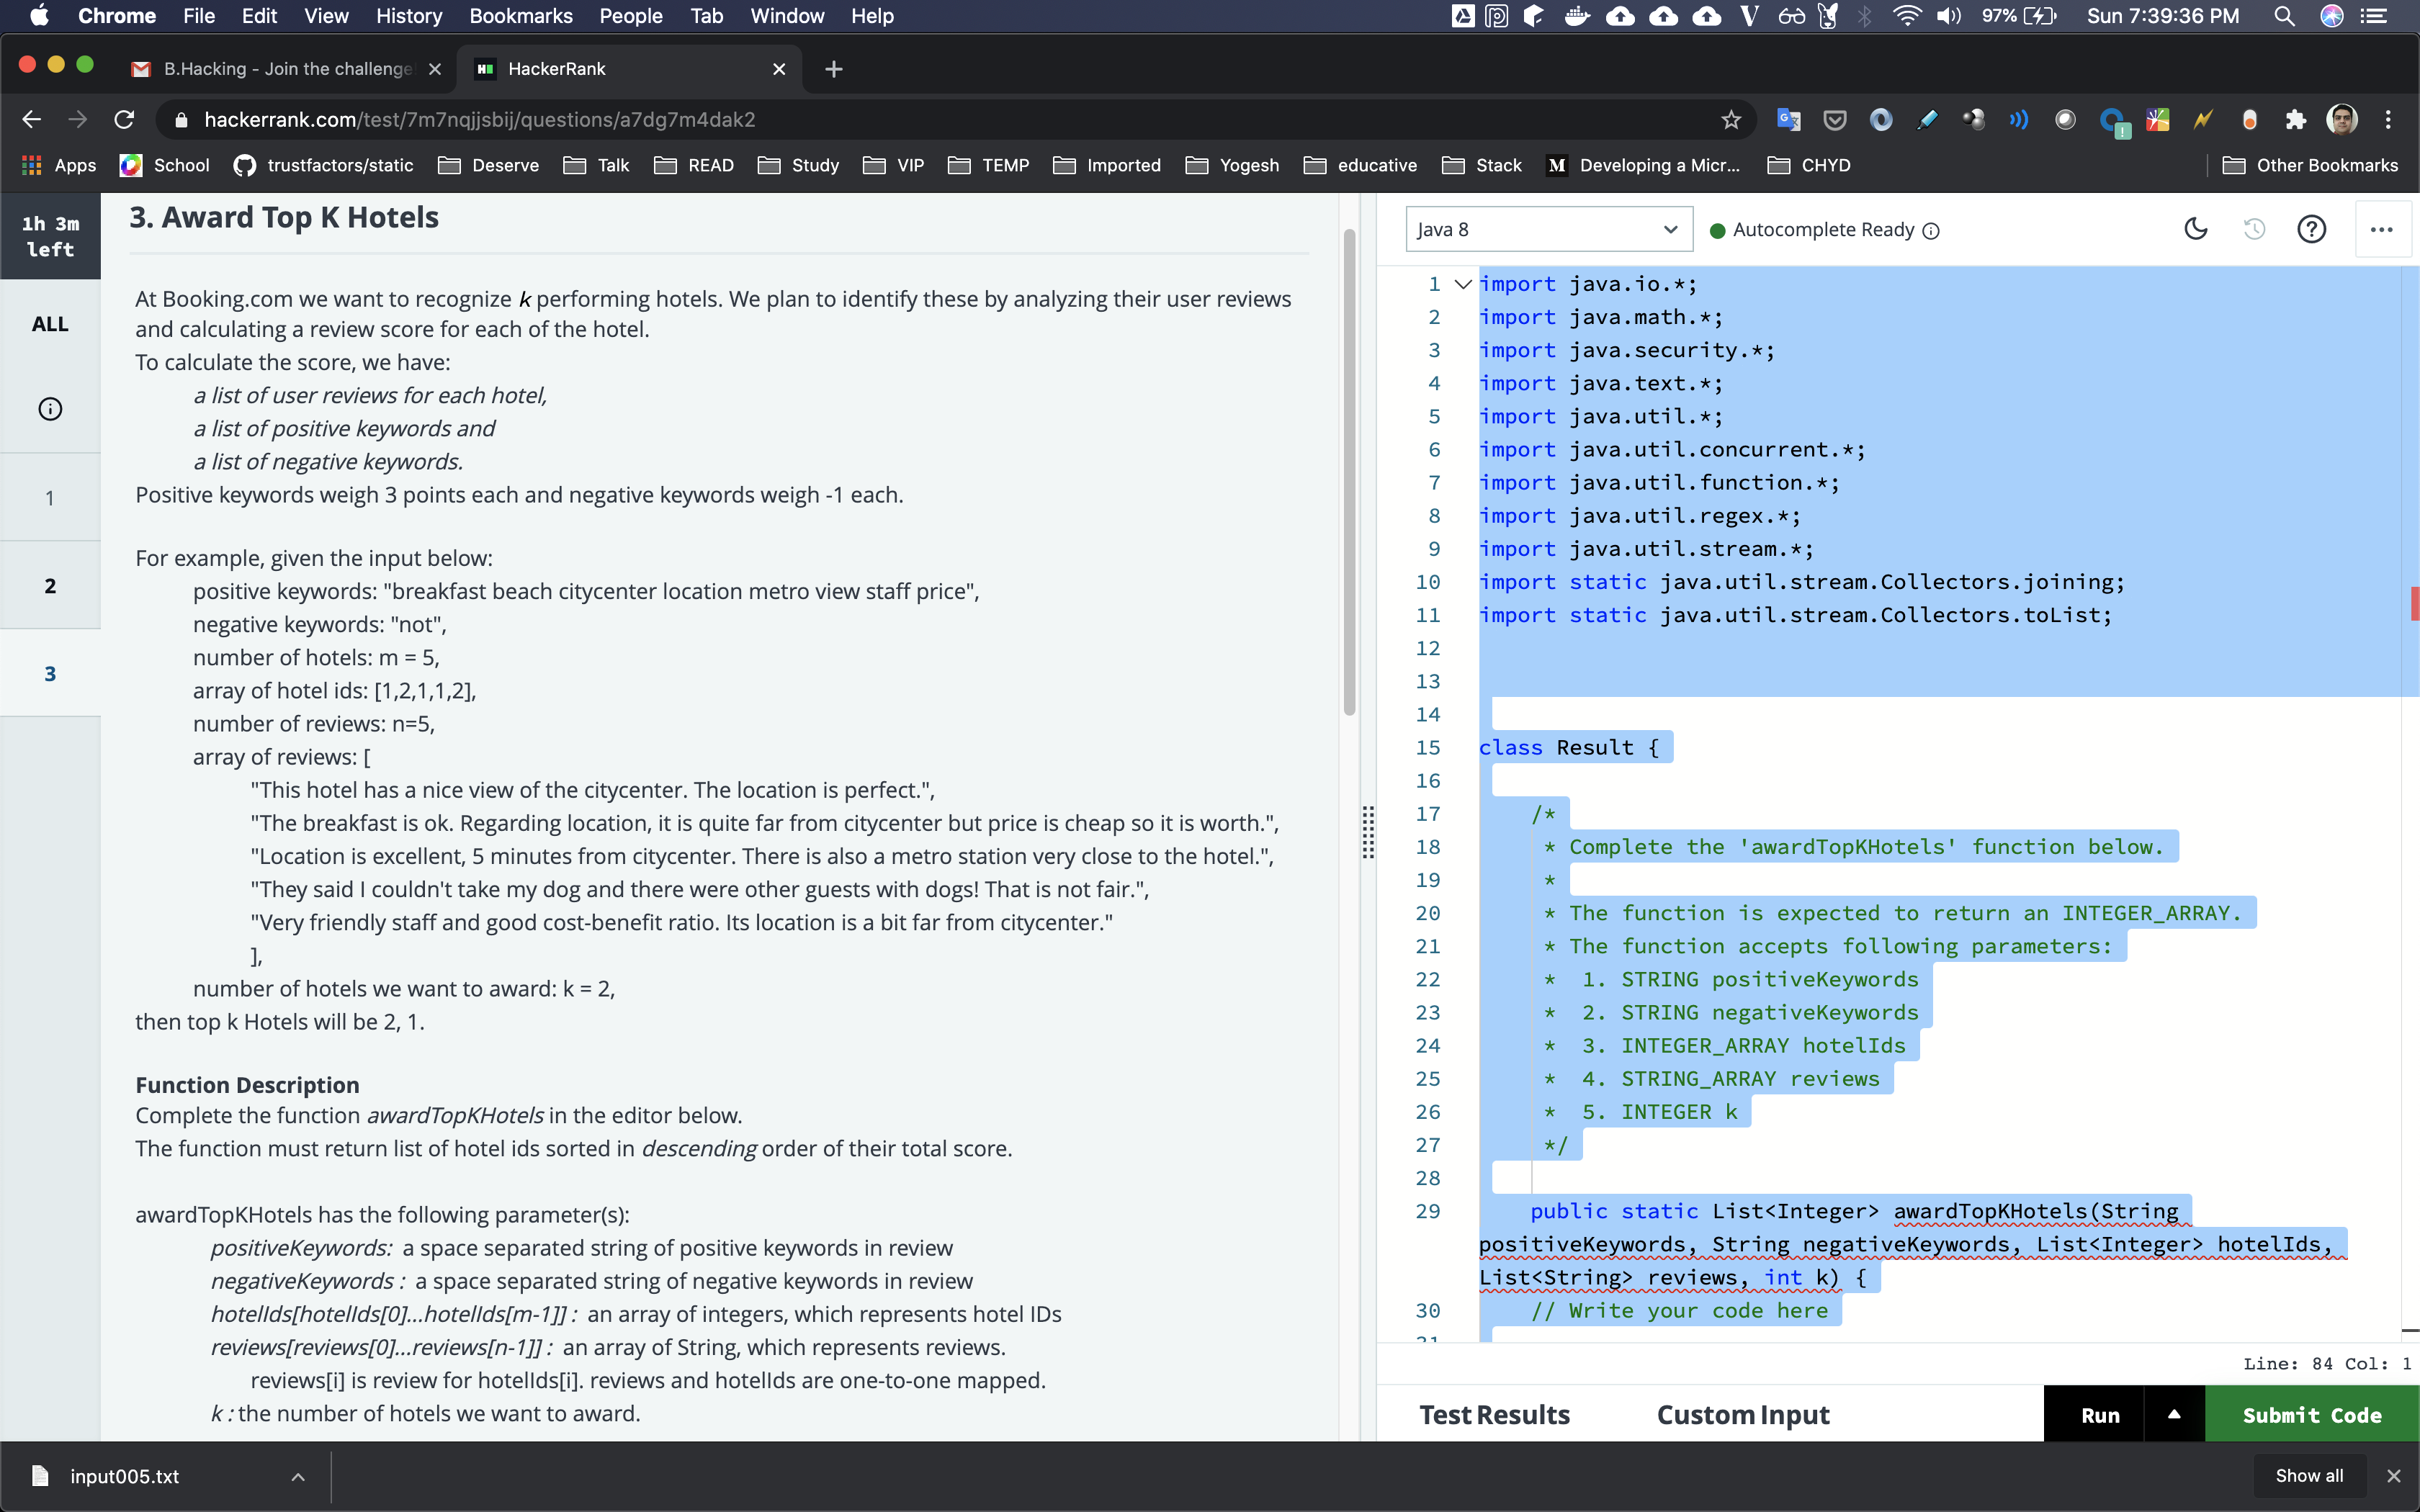 Chrome File Edit View History Bookmarks People Tab Window Help
97% Sun 7:39:36 PM
B.Hacking - Join the challenge
HackerRank
hackerrank.com/test/7m7nqjjsbij/questions/a7dg7m4dak2
Apps School trustfactors/static Deserve Talk READ Study VIP TEMP Imported Yogesh educative Stack Developing a Micr... CHYD Other Bookmarks
1h 3m
left
ALL
1
2
3
3. Award Top K Hotels
At Booking.com we want to recognize k performing hotels. We plan to identify these by analyzing their user reviews
and calculating a review score for each of the hotel.
To calculate the score, we have:
a list of user reviews for each hotel,
a list of positive keywords and
a list of negative keywords.
Positive keywords weigh 3 points each and negative keywords weigh -1 each.
For example, given the input below:
positive keywords: "breakfast beach citycenter location metro view staff price",
negative keywords: "not",
number of hotels: m = 5,
array of hotel ids: [1,2,1,1,2],
number of reviews: n=5,
array of reviews: [
"This hotel has a nice view of the citycenter. The location is perfect.",
"The breakfast is ok. Regarding location, it is quite far from citycenter but price is cheap so it is worth.",
"Location is excellent, 5 minutes from citycenter. There is also a metro station very close to the hotel.",
"They said I couldn't take my dog and there were other guests with dogs! That is not fair.",
"Very friendly staff and good cost-benefit ratio. Its location is a bit far from citycenter."
],
number of hotels we want to award: k = 2,
then top k Hotels will be 2, 1.
Function Description
Complete the function awardTopKHotels in the editor below.
The function must return list of hotel ids sorted in descending order of their total score.
awardTopKHotels has the following parameter(s):
positiveKeywords: a space separated string of positive keywords in review
negativeKeywords : a space separated string of negative keywords in review
hotelIds[hotelIds[0]...hotelIds[m-1]] : an array of integers, which represents hotel IDs
reviews[reviews[0]...reviews[n-1]] : an array of String, which represents reviews.
reviews[i] is review for hotelIds[i]. reviews and hotelIds are one-to-one mapped.
k : the number of hotels we want to award.
Java 8
Autocomplete Ready
1 import java.io.*;
2 import java.math.*;
3 import java.security.*;
4 import java.text.*;
5 import java.util.*;
6 import java.util.concurrent.*;
7 import java.util.function.*;
8 import java.util.regex.*;
9 import java.util.stream.*;
10 import static java.util.stream.Collectors.joining;
11 import static java.util.stream.Collectors.toList;
12
13
14
15 class Result {
16
17 /*
18 * Complete the 'awardTopKHotels' function below.
19 *
20 * The function is expected to return an INTEGER_ARRAY.
21 * The function accepts following parameters:
22 * 1. STRING positiveKeywords
23 * 2. STRING negativeKeywords
24 * 3. INTEGER_ARRAY hotelIds
25 * 4. STRING_ARRAY reviews
26 * 5. INTEGER k
27 */
28
29 public static List<Integer> awardTopKHotels(String
positiveKeywords, String negativeKeywords, List<Integer> hotelIds,
List<String> reviews, int k) {
30 // Write your code here
31
Line: 84 Col: 1
Test Results
Custom Input
Run
Submit Code
input005.txt
Show all